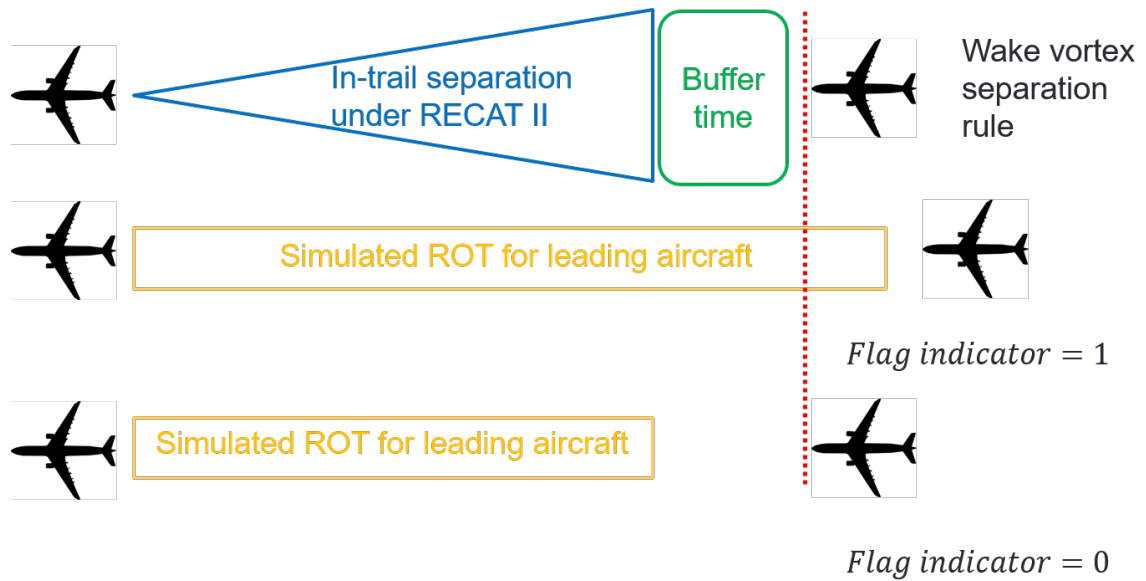 In-trail separation
under RECAT II
Buffer
time
Wake vortex
separation
rule
Simulated ROT for leading aircraft
Flag indicator = 1
Simulated ROT for leading aircraft
Flag indicator = 0